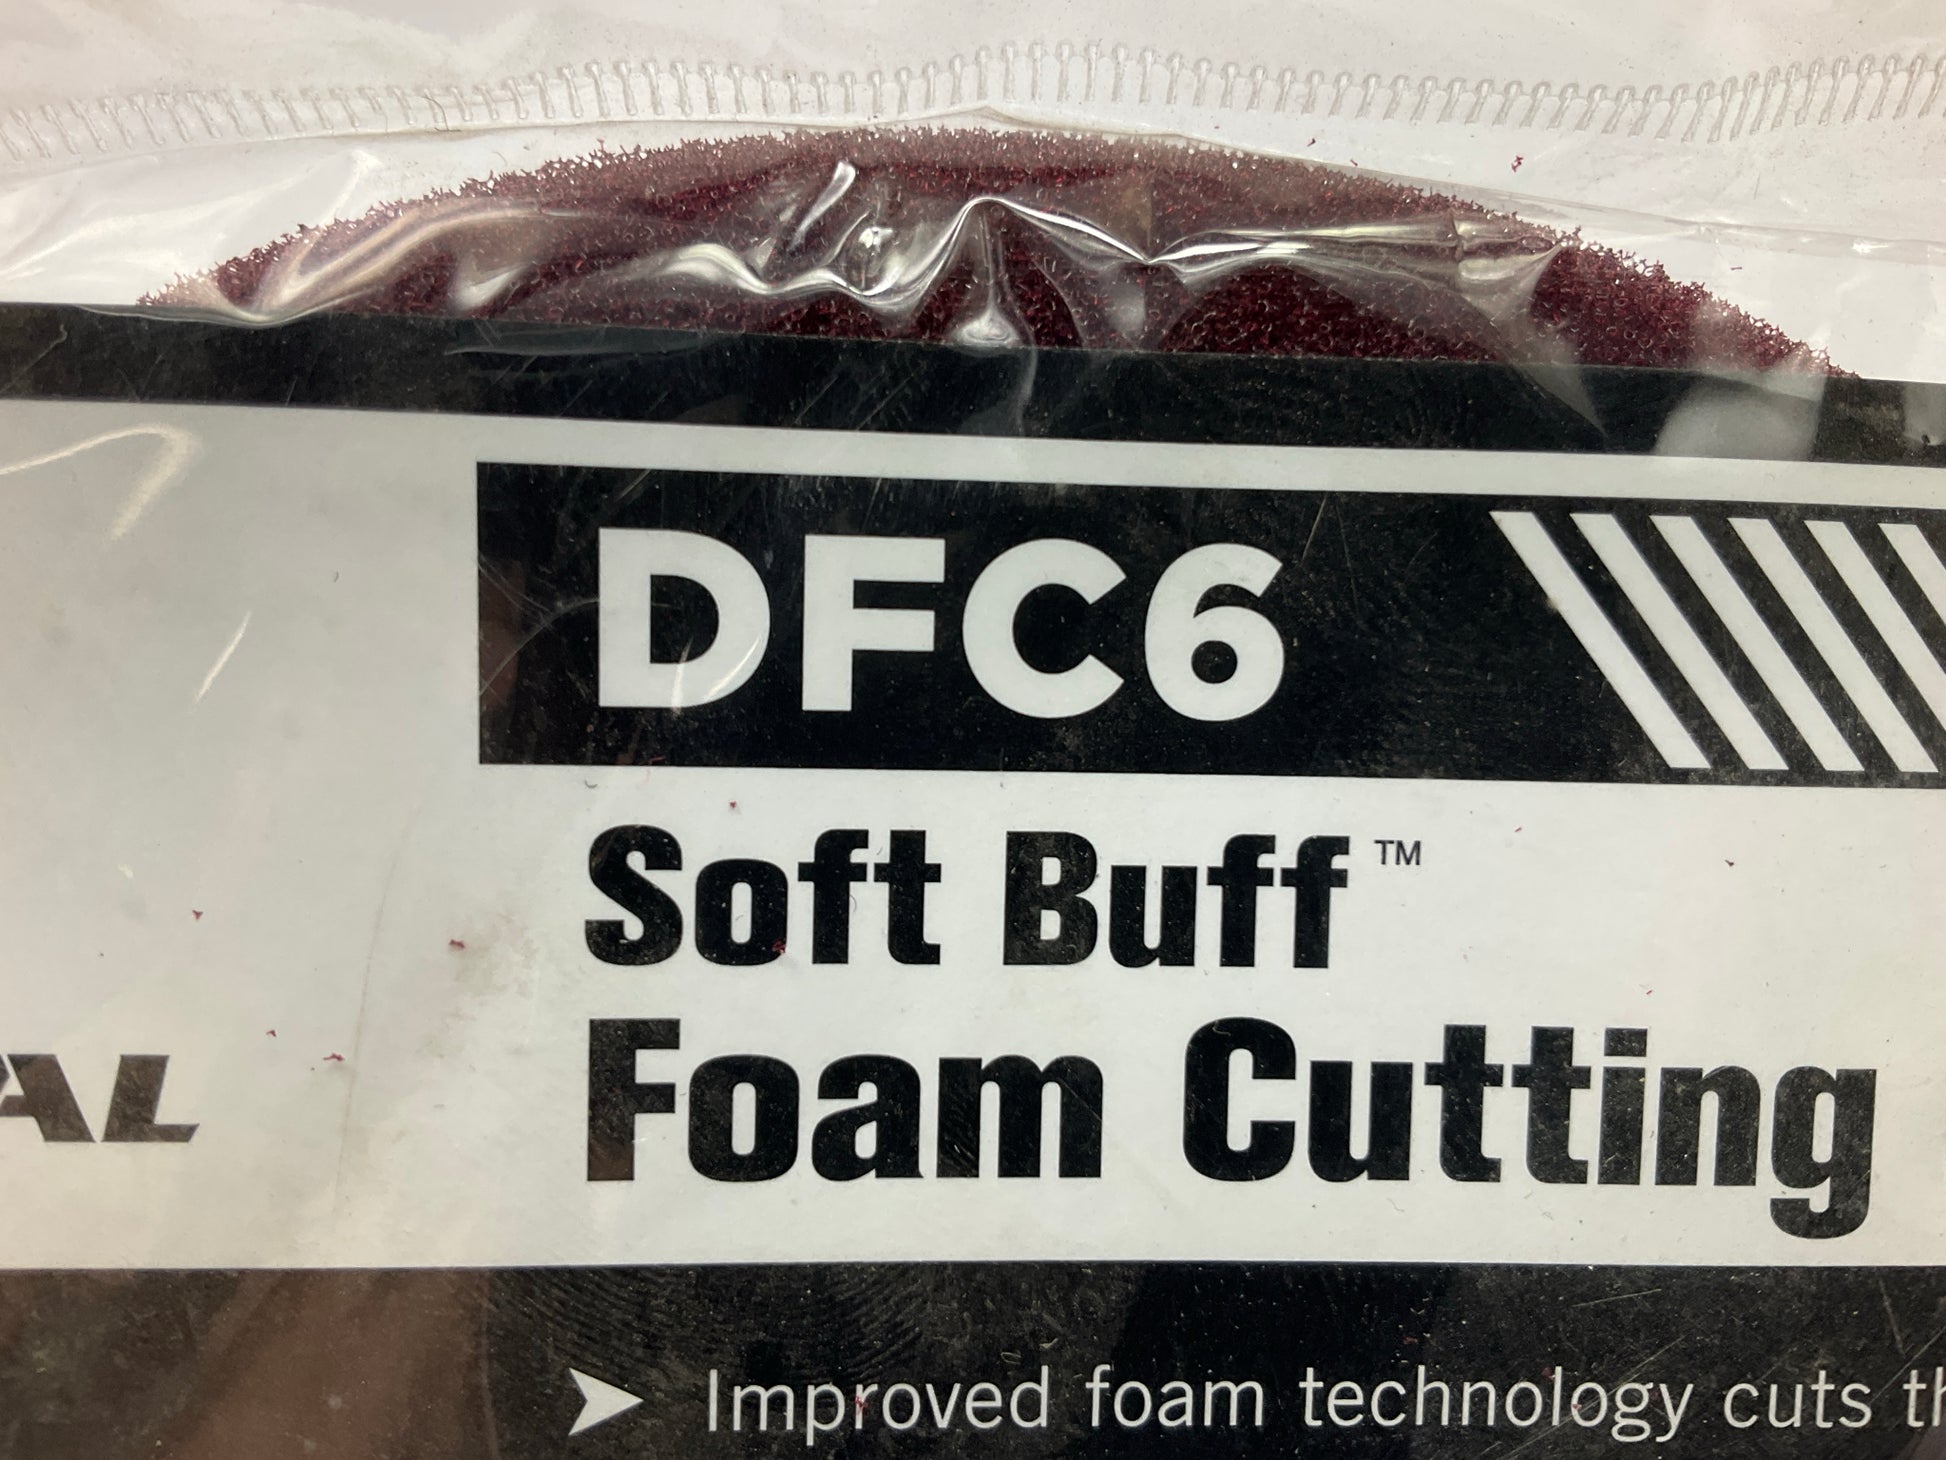 DFC6
Soft Buff™
Foam Cutting
AL
➤ Improved foam technology cuts th